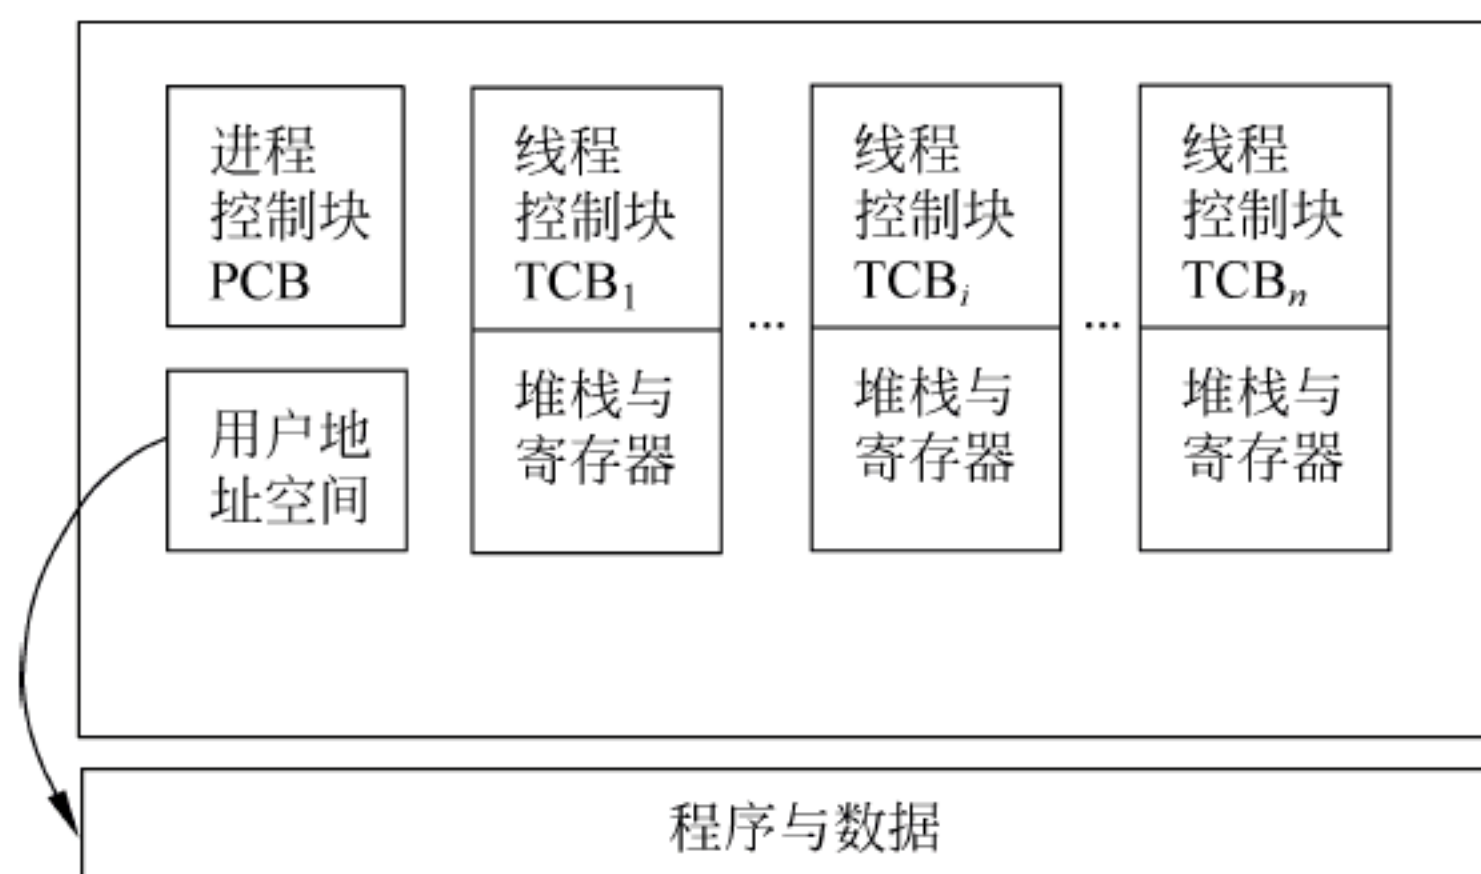 进程
控制块
PCB
用户地
址空间
线程
控制块
TCB1
堆栈与
寄存器
...
线程
控制块
TCBi
堆栈与
寄存器
...
线程
控制块
TCBn
堆栈与
寄存器
程序与数据